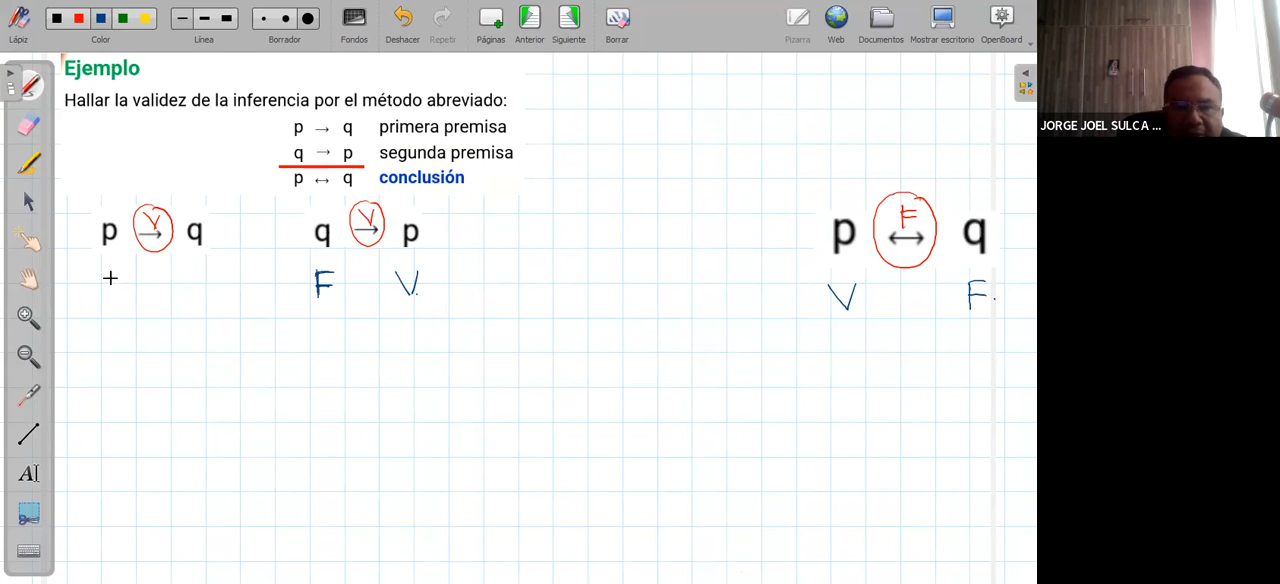 Lápiz Color Línea Borrador Fondos Deshacer Repetir Páginas Anterior Siguiente Borrar Pizarra Web Documentos Mostrar escritorio OpenBoard
Ejemplo
Hallar la validez de la inferencia por el método abreviado:
p → q primera premisa
q → p segunda premisa
p ↔ q conclusión
V V F
p → q q → p p ↔ q
F V. V F.
JORGE JOEL SULCA ...